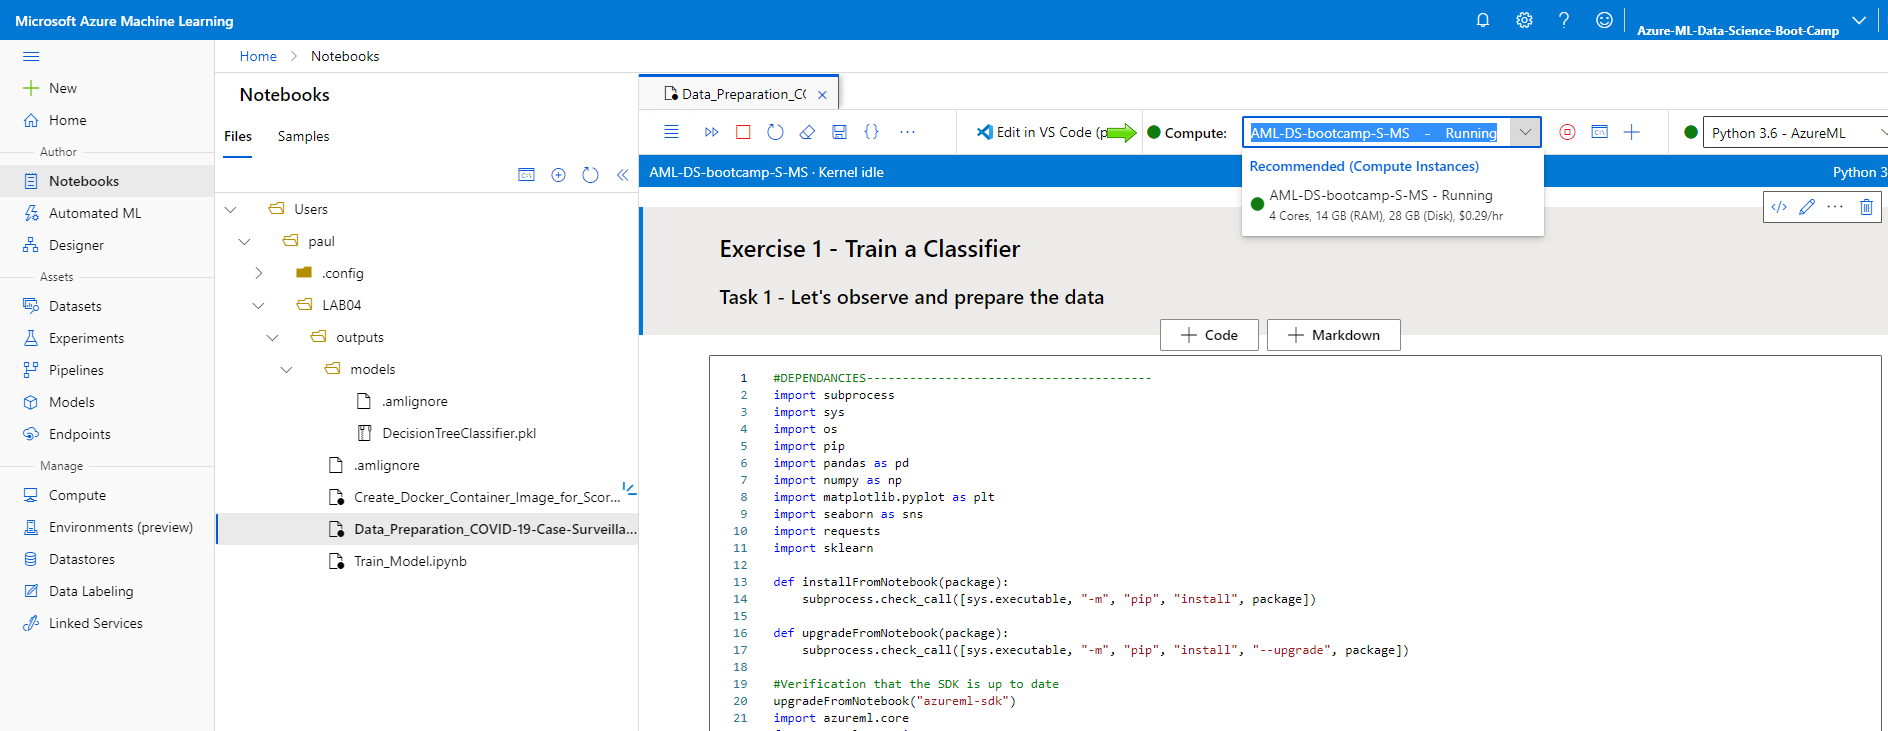 Microsoft Azure Machine Learning
Azure-ML-Data-Science-Boot-Camp
New
Home
Author
Notebooks
Automated ML
Designer
Assets
Datasets
Experiments
Pipelines
Models
Endpoints
Manage
Compute
Environments (preview)
Datastores
Data Labeling
Linked Services
Home > Notebooks
Notebooks
Files Samples
Users
paul
.config
LAB04
outputs
models
.amlignore
DecisionTreeClassifier.pkl
.amlignore
Create_Docker_Container_Image_for_Scor...
Data_Preparation_COVID-19-Case-Surveilla...
Train_Model.ipynb
Data_Preparation_CO
Edit in VS Code (p
Compute:
AML-DS-bootcamp-S-MS - Running
Python 3.6 - AzureML
AML-DS-bootcamp-S-MS · Kernel idle
Python 3
Recommended (Compute Instances)
AML-DS-bootcamp-S-MS - Running
4 Cores, 14 GB (RAM), 28 GB (Disk), $0.29/hr
Exercise 1 - Train a Classifier
Task 1 - Let's observe and prepare the data
+ Code + Markdown
1 #DEPENDANCIES----------------------------------------
2 import subprocess
3 import sys
4 import os
5 import pip
6 import pandas as pd
7 import numpy as np
8 import matplotlib.pyplot as plt
9 import seaborn as sns
10 import requests
11 import sklearn
12
13 def installFromNotebook(package):
14     subprocess.check_call([sys.executable, "-m", "pip", "install", package])
15
16 def upgradeFromNotebook(package):
17     subprocess.check_call([sys.executable, "-m", "pip", "install", "--upgrade", package])
18
19 #Verification that the SDK is up to date
20 upgradeFromNotebook("azureml-sdk")
21 import azureml.core